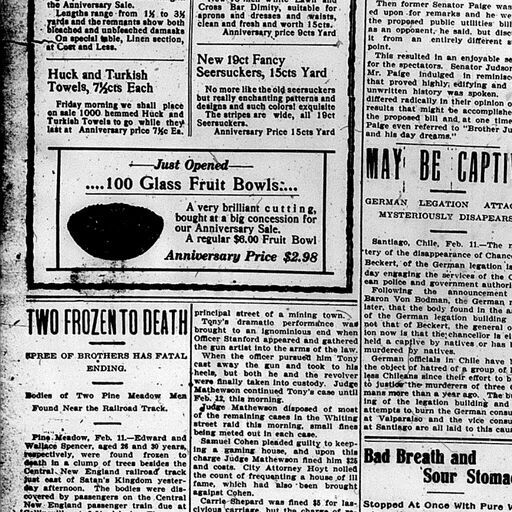 the Anniversary Sale.
Lengths range from 1½ to 3½
yards and the remnants show both
bleached and unbleached damasks
On special table, Linen section,
at Cost and Less.
Huck and Turkish
Towels, 7½cts Each
Friday morning we shall place
on sale 1000 hemmed Huck and
Turkish Towels to go while they
last at Anniversary price 7½c Ea.
Cross Bar Dimity, suitable for
aprons and dresses and waists,
clean and fresh and worth 15cts.
Anniversary price 9cts Yard
New 19ct Fancy
Seersuckers, 15cts Yard
No more like the old seersuckers
but really enchanting patterns and
designs and such colors! exquisite
The stripes are wide, all 19ct
Seersuckers.
Anniversary Price 15cts Yard
Just Opened
....100 Glass Fruit Bowls:...
A very brilliant cutting,
bought at a big concession for
our Anniversary Sale.
A regular $6.00 Fruit Bowl
Anniversary Price $2.98
TWO FROZEN TO DEATH
SPREE OF BROTHERS HAS FATAL
ENDING.
Bodies of Two Pine Meadow Men
Found Near the Railroad Track.
Pine Meadow, Feb. 11.—Edward and
Wallace Spencer, aged 26 and 30 years,
respectively, were found frozen to
death in a clump of trees besides the
Central New England railroad track
just east of Satan's Kingdom yester-
day afternoon. The bodies were dis-
covered by passengers on the Central
New England passenger train due at
principal street of a mining town.
Tony's dramatic performance was
brought to an ignominious end when
Officer Stanford appeared and gathered
the gun artist into the arms of the law.
When the officer pursued him Tony
cast away the gun and took to his
heels, but both he and the revolver
were finally taken into custody. Judge
Mathewson continued Tony's case until
Feb. 12, this morning.
Judge Mathewson disposed of most
of the remaining cases in the Whiting
street raid this morning, small fines
being meted out in each case.
Samuel Cohen pleaded guilty to keep-
ing a gaming house, and upon this
charge Judge Mathewson fined him $25
and costs. City Attorney Hoyt nolled
the count of frequenting a house of ill
fame, which had also been brought
against Cohen.
Carrie Shepard was fined $5 for las-
civious carriage, but the charge of
Then former Senator Paige was
ed upon for remarks and he we
the proposed public utilities bill
as an opponent, he said, but disc
it from an entirely different s
point.
This resulted in an enjoyable se
for the spectators. Senator Judson
Mr. Paige indulged in reminisc
that proved highly, edifying and
unwritten history was spoken,
differed radically in their opinion o
results that might be accomplishe
the proposed bill and, at one time
Paige even referred to "Brother Ju
and his day dreams."
MAY BE CAPTI
GERMAN LEGATION ATTAC
MYSTERIOUSLY DISAPEARS
Santiago, Chile, Feb. 11.—The m
tery of the disappearance of Chance
Beckert, of the German legation is
day engaging the services of the C
ean police and government authori
Following the announcement
Baron Von Bodman, the German m
ister, that the body found in the as
of the German legation building
not that of Beckert, the general o
ion now is that the chancellor is eit
held a captive by natives or has b
murdered by natives.
German officials in Chile have b
the object of hatred of a group of l
less Chileans since their effort to b
to justice the murderers of three G
mans more than a year ago. The b
ing of the legation building and
attempt to burn the German consu
at Valparaiso and the vice consu
at Santiago are all laid to this caus
Bad Breath and
Sour Stomac
Stopped At Once With Pure W